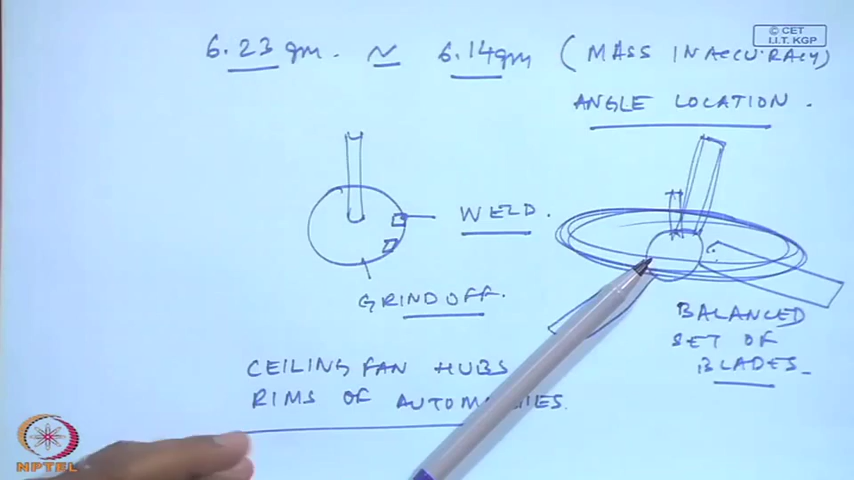 © CET
I.I.T. KGP
6.23 gm. ~ 6.14gm (MASS INACCURACY)
ANGLE LOCATION.
WELD.
GRIND OFF.
BALANCED
SET OF
BLADES.
CEILING FAN HUBS
RIMS OF
NPTEL